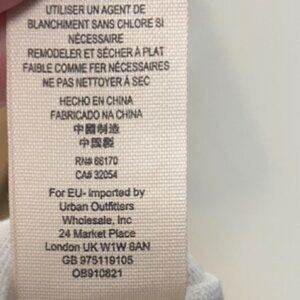 UTILISER UN AGENT DE
BLANCHIMENT SANS CHLORE SI
NÉCESSAIRE
REMODELER ET SÉCHER À PLAT
FAIBLE COMME FER NÉCESSAIRES
NE PAS NETTOYER À SEC
HECHO EN CHINA
FABRICADO NA CHINA
中國制造
中国製
RN# 66170
CA# 32054
For EU- Imported by
Urban Outfitters
Wholesale, Inc
24 Market Place
London UK W1W 8AN
GB 975119105
OB910821